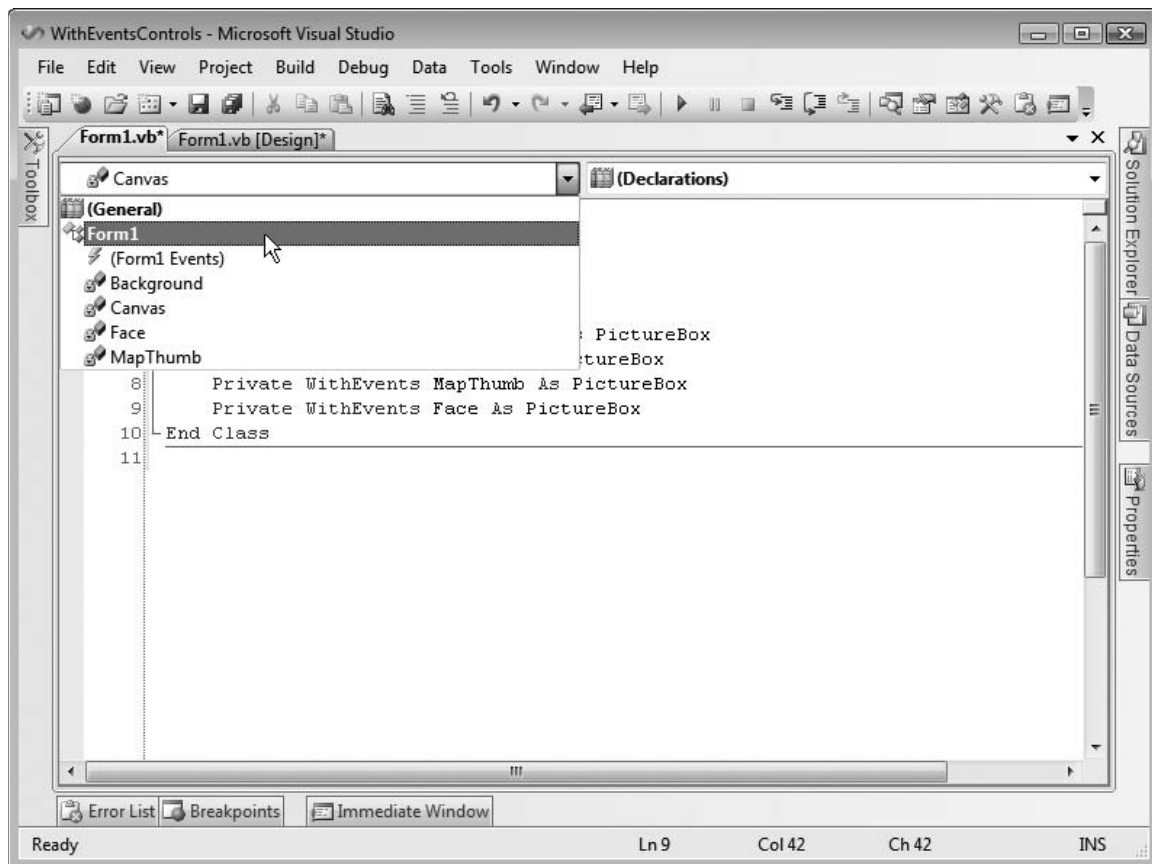 WithEventsControls - Microsoft Visual Studio
File Edit View Project Build Debug Data Tools Window Help
Toolbox
Form1.vb* Form1.vb [Design]*
Canvas (Declarations)
(General)
Form1
(Form1 Events)
Background
Canvas
Face
MapThumb
PictureBox
tureBox
8 Private WithEvents MapThumb As PictureBox
9 Private WithEvents Face As PictureBox
10 End Class
11
Solution Explorer
Data Sources
Properties
Error List Breakpoints Immediate Window
Ready Ln 9 Col 42 Ch 42 INS